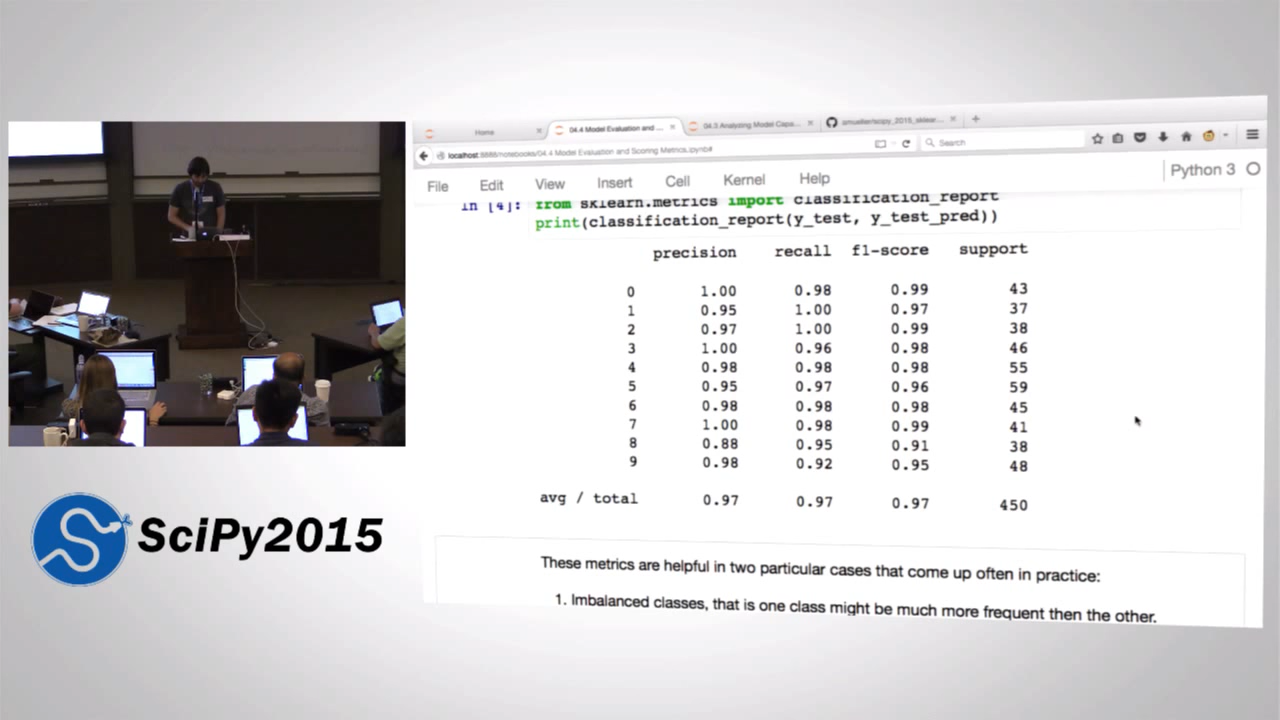 Home
04.4 Model Evaluation and ...
04.3 Analyzing Model Capa...
amueller/scipy_2015_sklear...
localhost:8888/notebooks/04.4 Model Evaluation and Scoring Metrics.ipynb#
Search
File Edit View Insert Cell Kernel Help
Python 3
In [4]: from sklearn.metrics import classification_report
print(classification_report(y_test, y_test_pred))
precision recall f1-score support
0 1.00 0.98 0.99 43
1 0.95 1.00 0.97 37
2 0.97 1.00 0.99 38
3 1.00 0.96 0.98 46
4 0.98 0.98 0.98 55
5 0.95 0.97 0.96 59
6 0.98 0.98 0.98 45
7 1.00 0.98 0.99 41
8 0.88 0.95 0.91 38
9 0.98 0.92 0.95 48
avg / total 0.97 0.97 0.97 450
These metrics are helpful in two particular cases that come up often in practice:
1. Imbalanced classes, that is one class might be much more frequent then the other.
SciPy2015